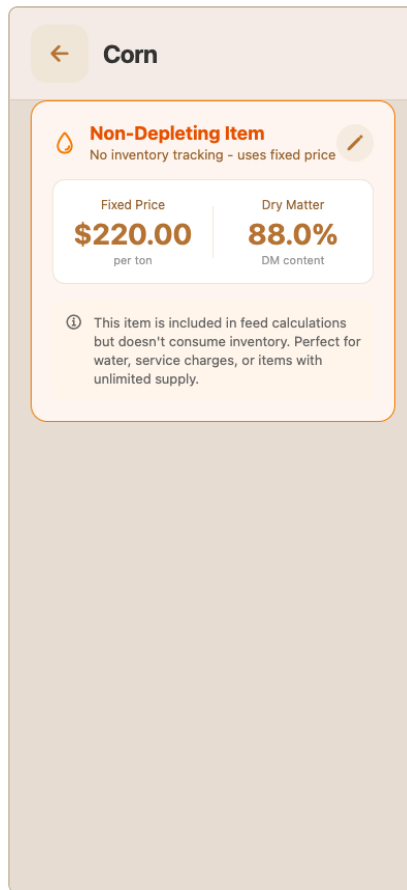 Corn
Non-Depleting Item
No inventory tracking - uses fixed price
Fixed Price
$220.00
per ton
Dry Matter
88.0%
DM content
This item is included in feed calculations
but doesn't consume inventory. Perfect for
water, service charges, or items with
unlimited supply.